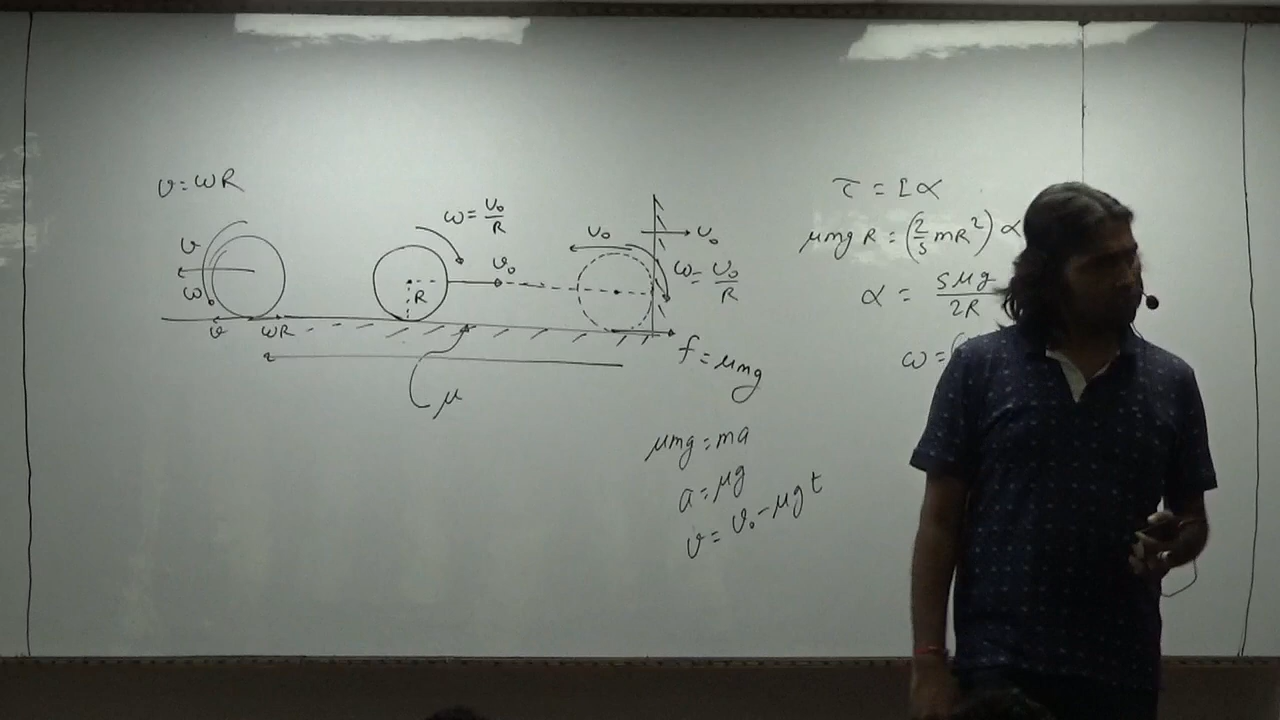 v = ωR
v
ω
v
ωR
ω = v₀/R
v₀
R
μ
v₀
v₀
ω = v₀/R
f = μmg
μmg = ma
a = μg
v = v₀ - μgt
τ = Iα
μmg R = (2/5 mR²) α
α = 5μg/2R
ω = (